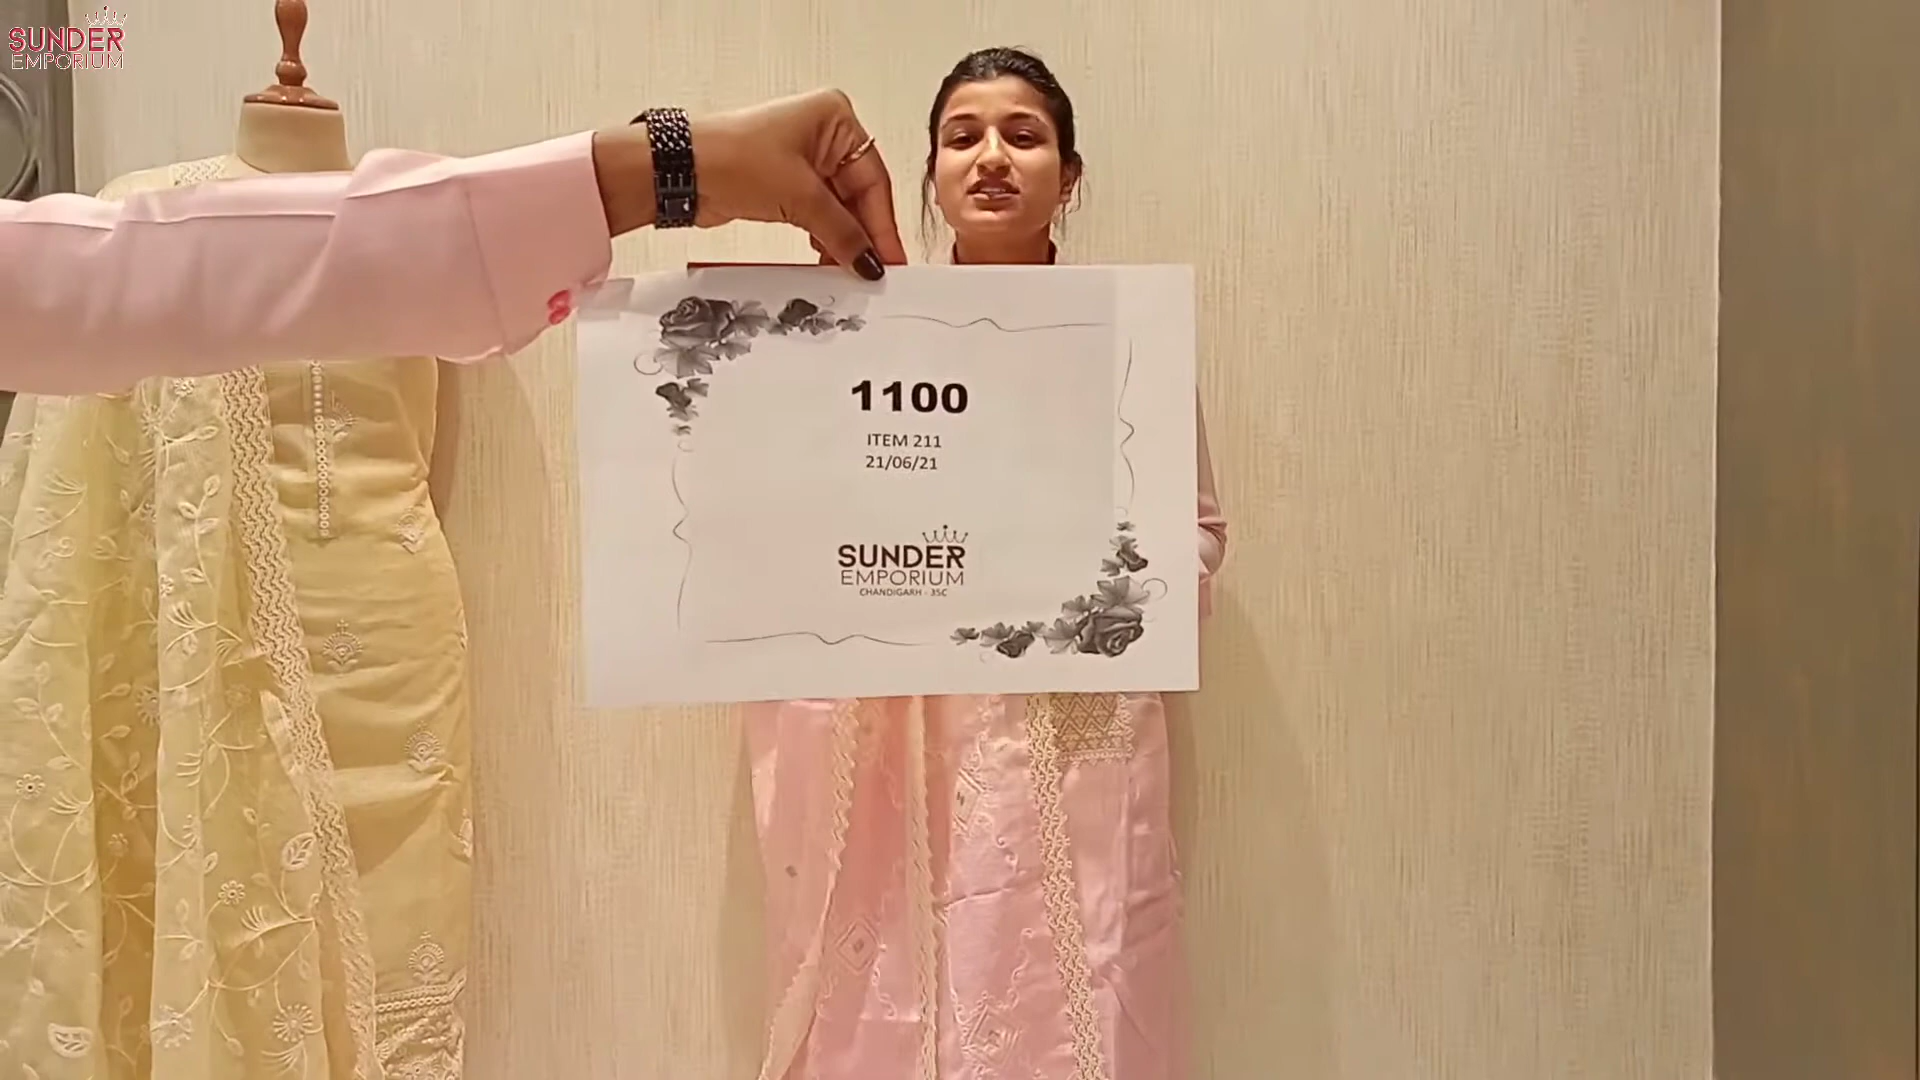 SUNDER
EMPORIUM
1100
ITEM 211
21/06/21
SUNDER
EMPORIUM
CHANDIGARH - 35C